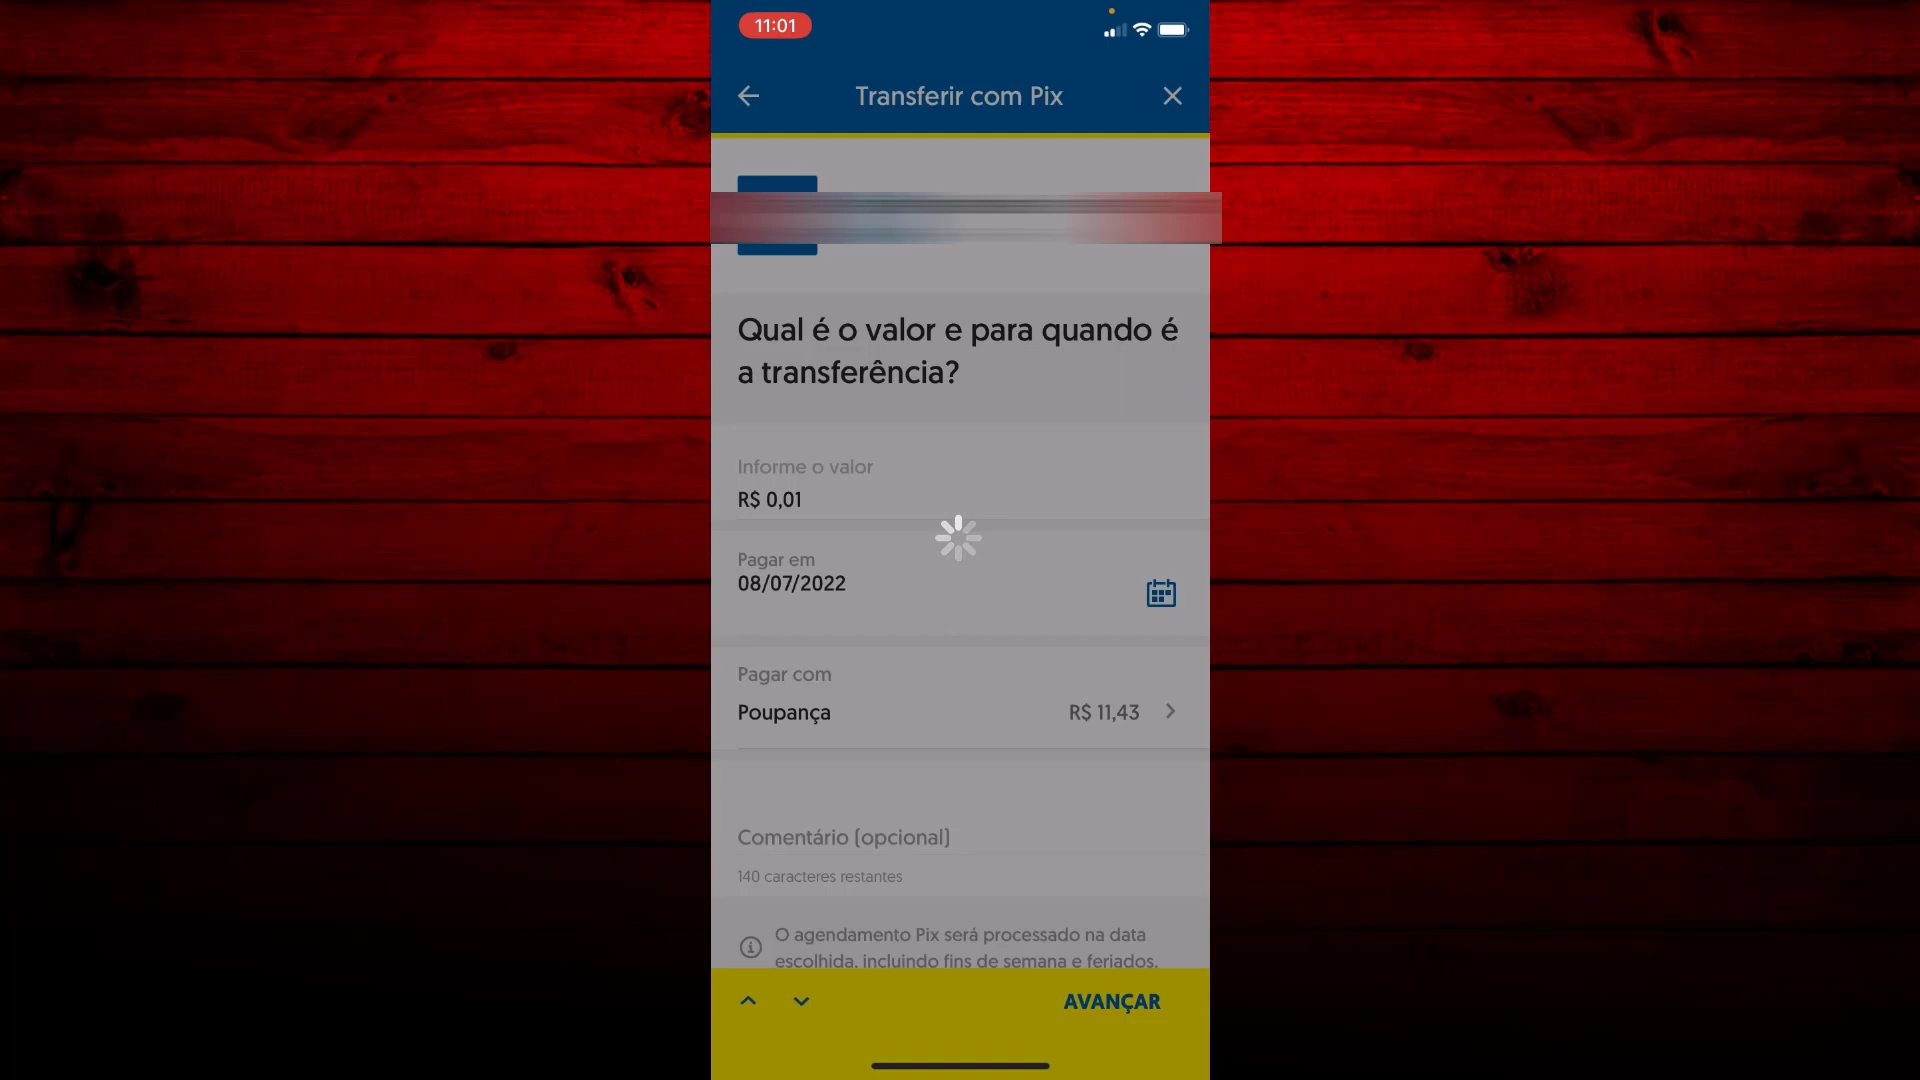 11:01
Transferir com Pix
Qual é o valor e para quando é
a transferência?
Informe o valor
R$ 0,01
Pagar em
08/07/2022
Pagar com
Poupança R$ 11,43
Comentário (opcional)
140 caracteres restantes
O agendamento Pix será processado na data
escolhida, incluindo fins de semana e feriados.
AVANÇAR